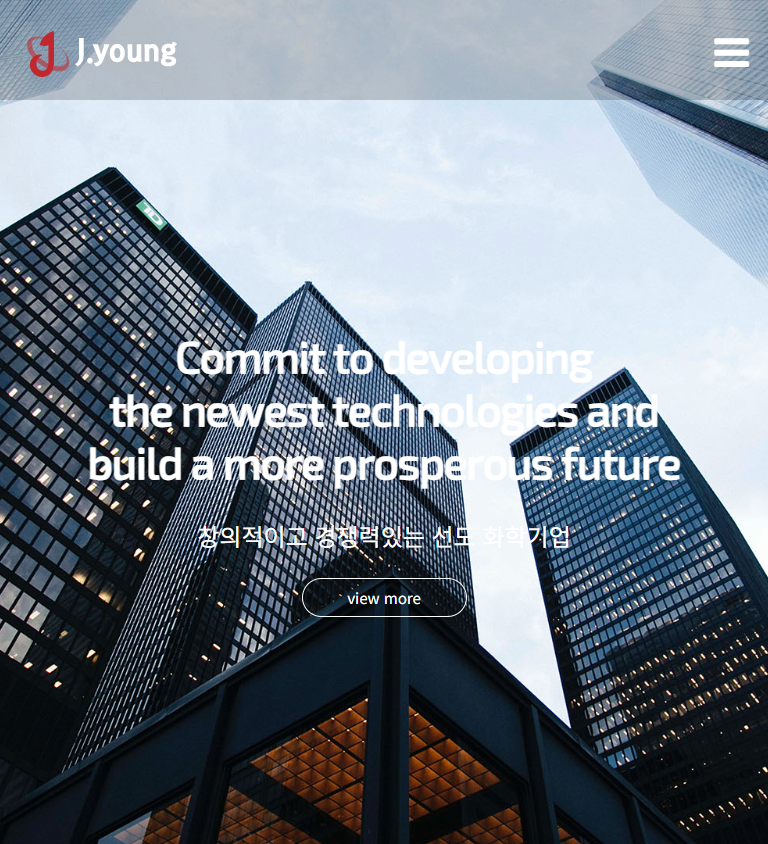 J.young
TD
Commit to developing
the newest technologies and
build a more prosperous future
창의적이고 경쟁력있는 선도 화학기업
view more